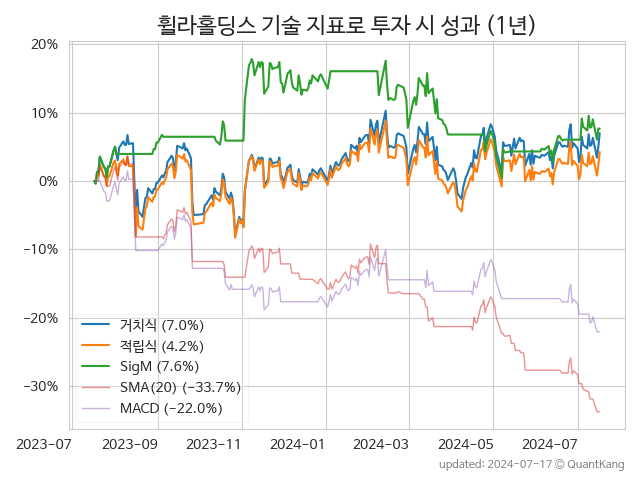 휠라홀딩스 기술 지표로 투자 시 성과 (1년)
20%
10%
0%
−10%
−20%
−30%
거치식 (7.0%)
적립식 (4.2%)
SigM (7.6%)
SMA(20) (−33.7%)
MACD (−22.0%)
2023-07 2023-09 2023-11 2024-01 2024-03 2024-05 2024-07
updated: 2024-07-17 © QuantKang